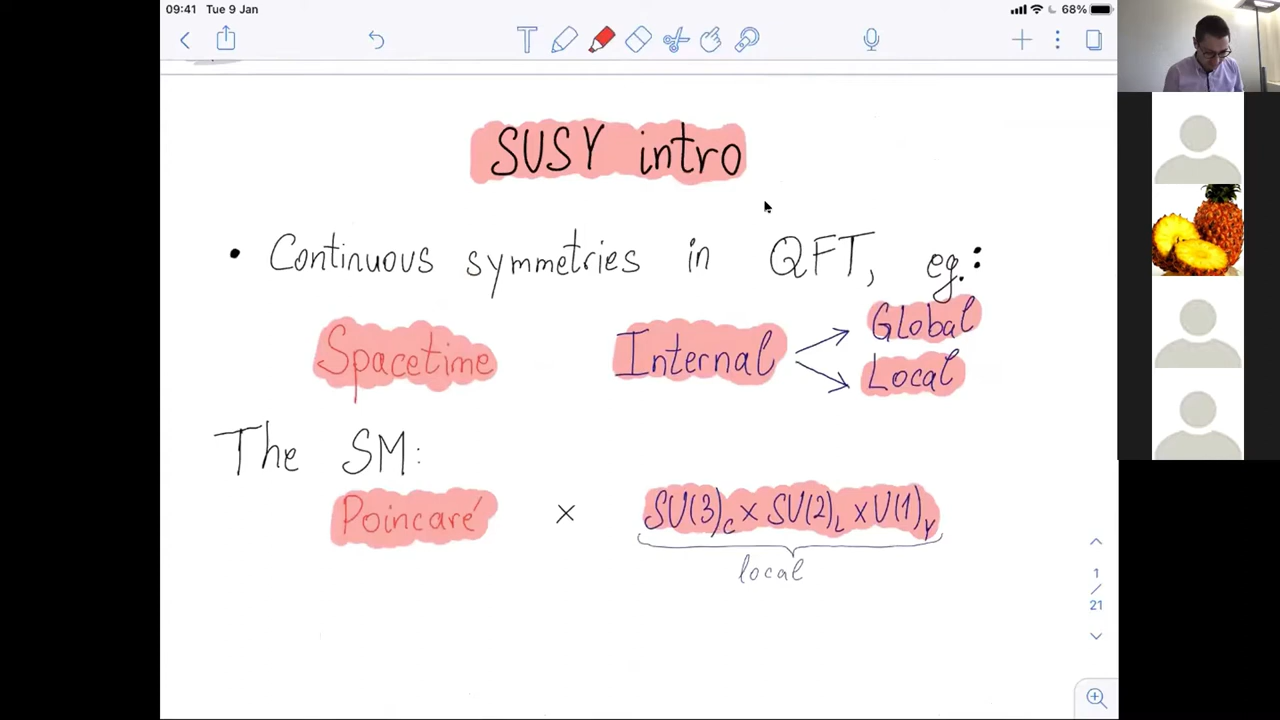 09:41 Tue 9 Jan 68%
T
SUSY intro
• Continuous symmetries in QFT, eg.:
Spacetime Internal Global
Local
The SM:
Poincaré × SU(3)c × SU(2)L × U(1)Y
local
1
/
21